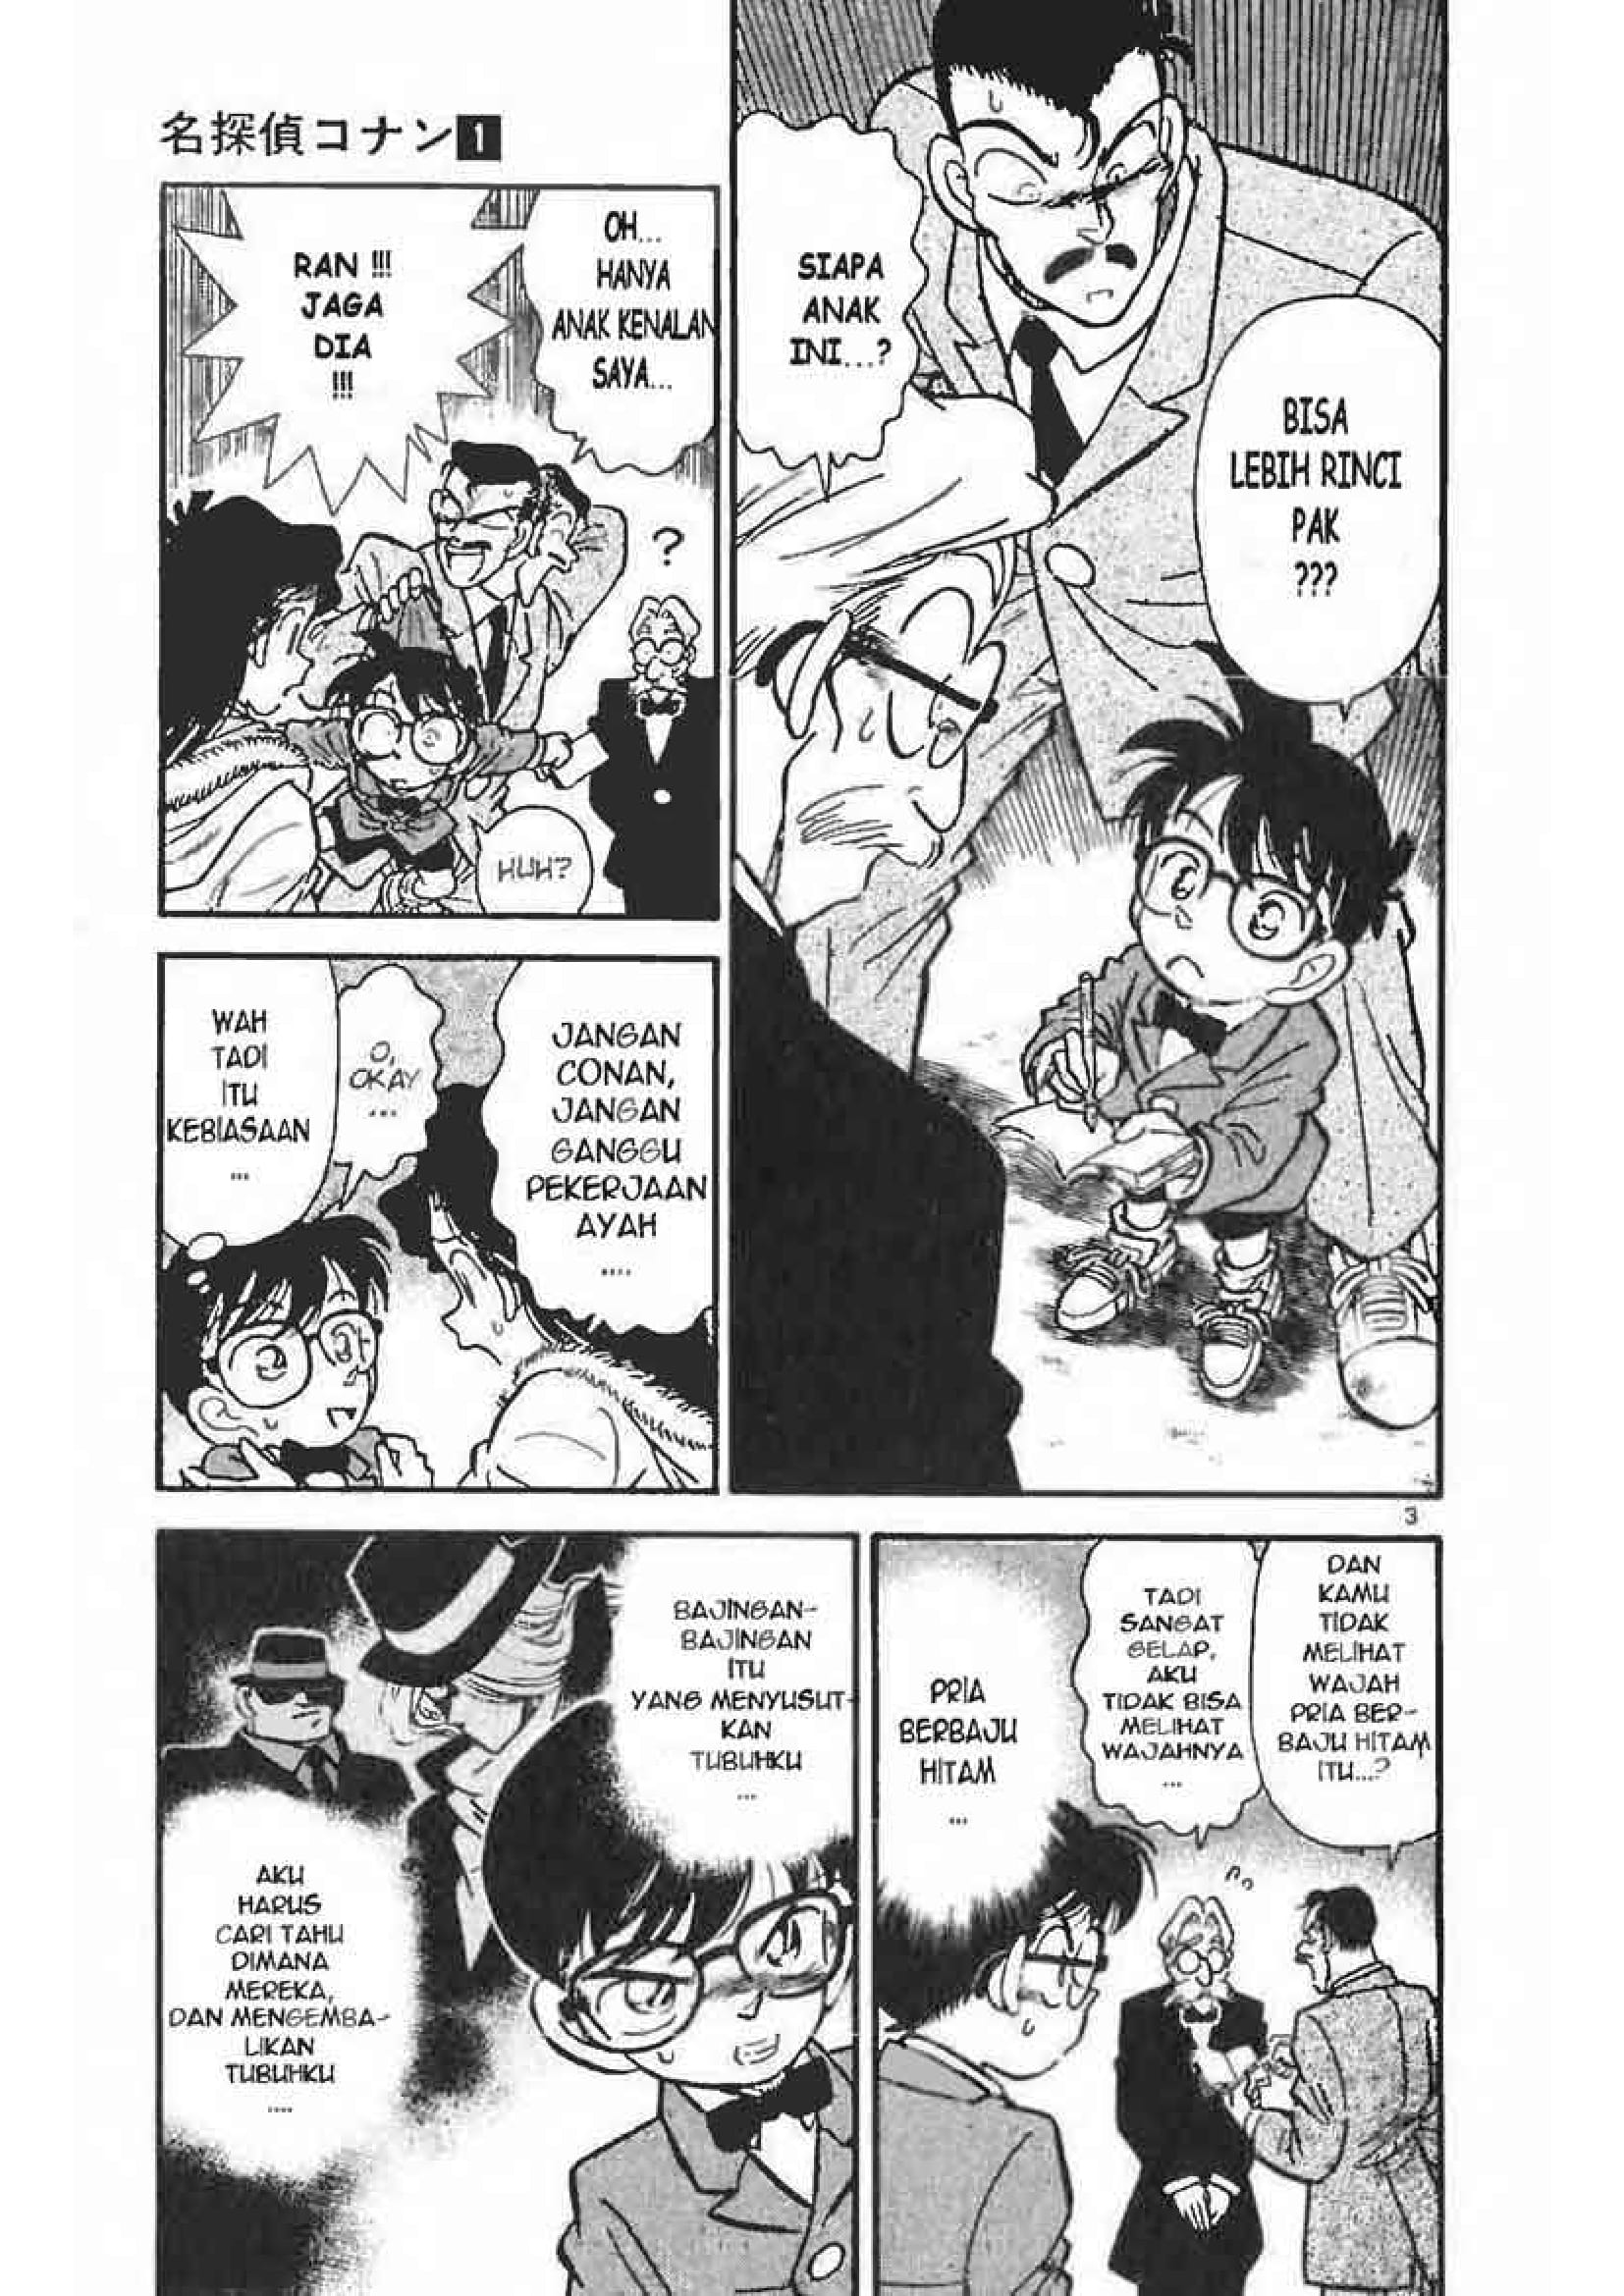 名探偵コナン1
BISA
LEBIH RINCI
PAK
???
SIAPA
ANAK
INI...?
OH...
HANYA
ANAK KENALAN
SAYA...
RAN !!!
JAGA
DIA
!!!
?
HUH?
JANGAN
CONAN,
JANGAN
GANGGU
PEKERJAAN
AYAH
....
O,
OKAY
...
WAH
TADI
ITU
KEBIASAAN
...
3
DAN
KAMU
TIDAK
MELIHAT
WAJAH
PRIA BER-
BAJU HITAM
ITU...?
TADI
SANGAT
GELAP,
AKU
TIDAK BISA
MELIHAT
WAJAHNYA
...
PRIA
BERBAJU
HITAM
...
BAJINGAN-
BAJINGAN
ITU
YANG MENYUSUT-
KAN
TUBUHKU
...
AKU
HARUS
CARI TAHU
DIMANA
MEREKA,
DAN MENGEMBA-
LIKAN
TUBUHKU
....